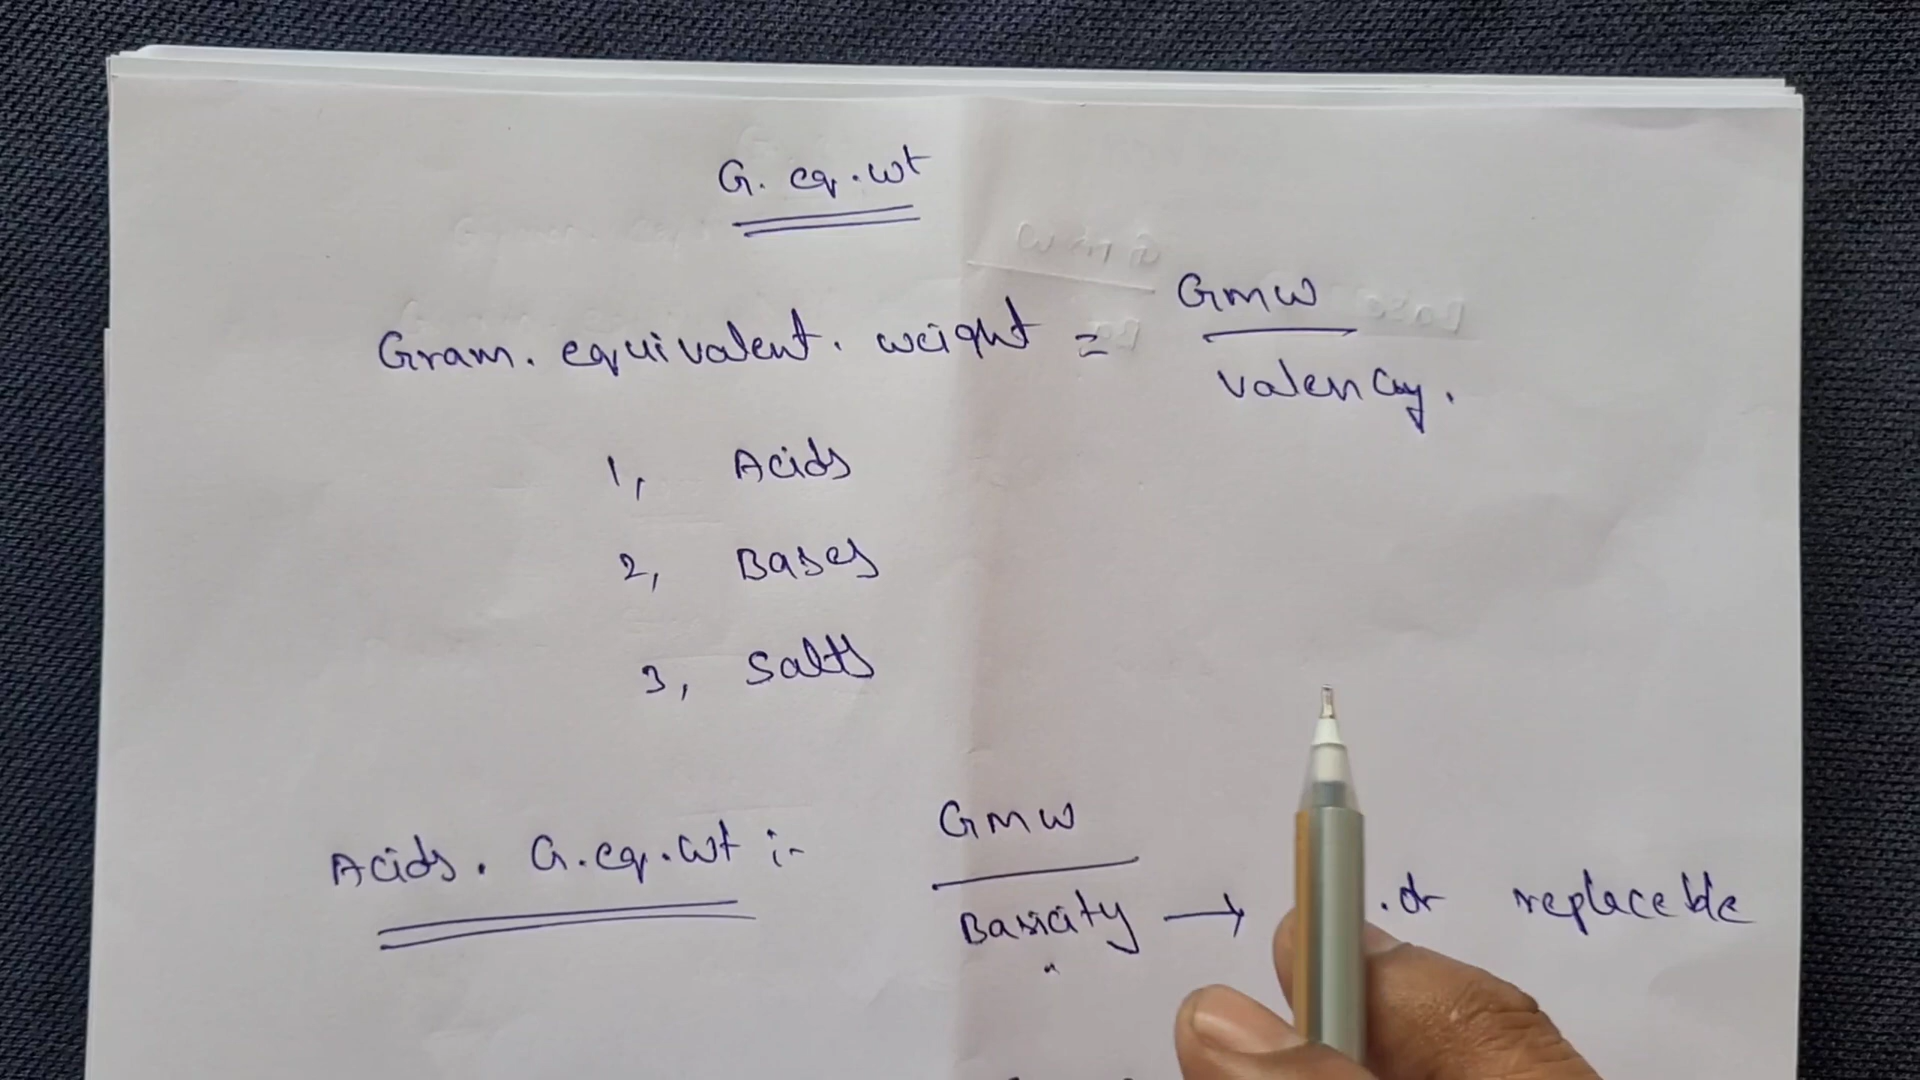 G. eq. wt
Gram. equivalent. weight = GMW
valency.
1, Acids
2, Bases
3, Salts
Acids. G.eq.wt :- GMW
Basicity → .of replaceble